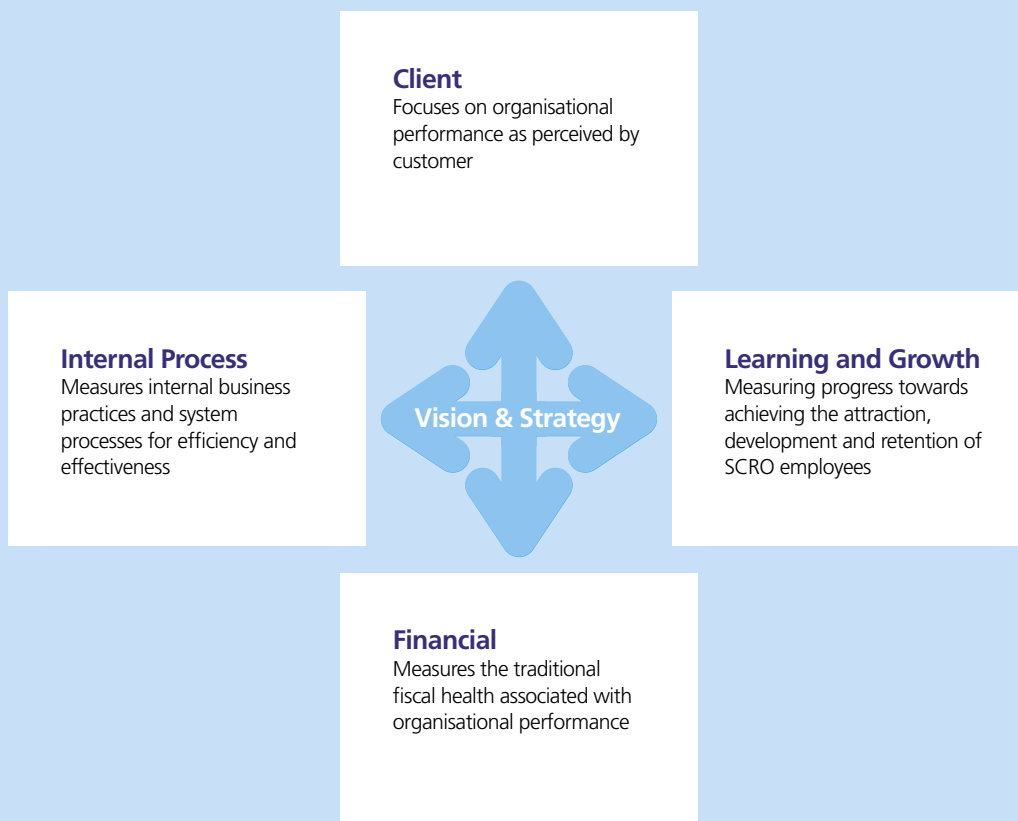 Client
Focuses on organisational
performance as perceived by
customer
Internal Process
Measures internal business
practices and system
processes for efficiency and
effectiveness
Vision & Strategy
Learning and Growth
Measuring progress towards
achieving the attraction,
development and retention of
SCRO employees
Financial
Measures the traditional
fiscal health associated with
organisational performance